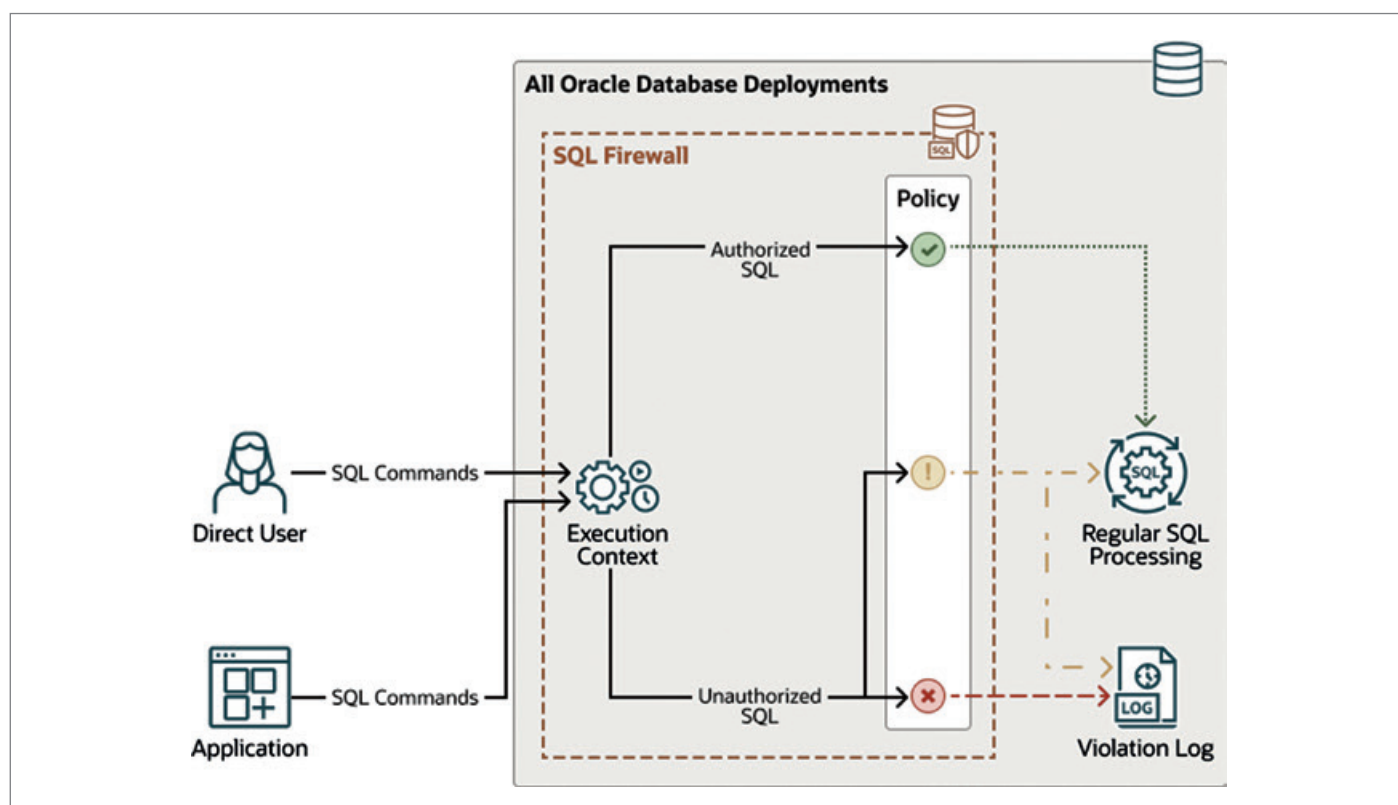 All Oracle Database Deployments
SQL
SQL Firewall
Policy
Authorized
SQL
SQL Commands
SQL
Direct User
Execution
Context
Regular SQL
Processing
SQL Commands
Unauthorized
SQL
LOG
Application
Violation Log